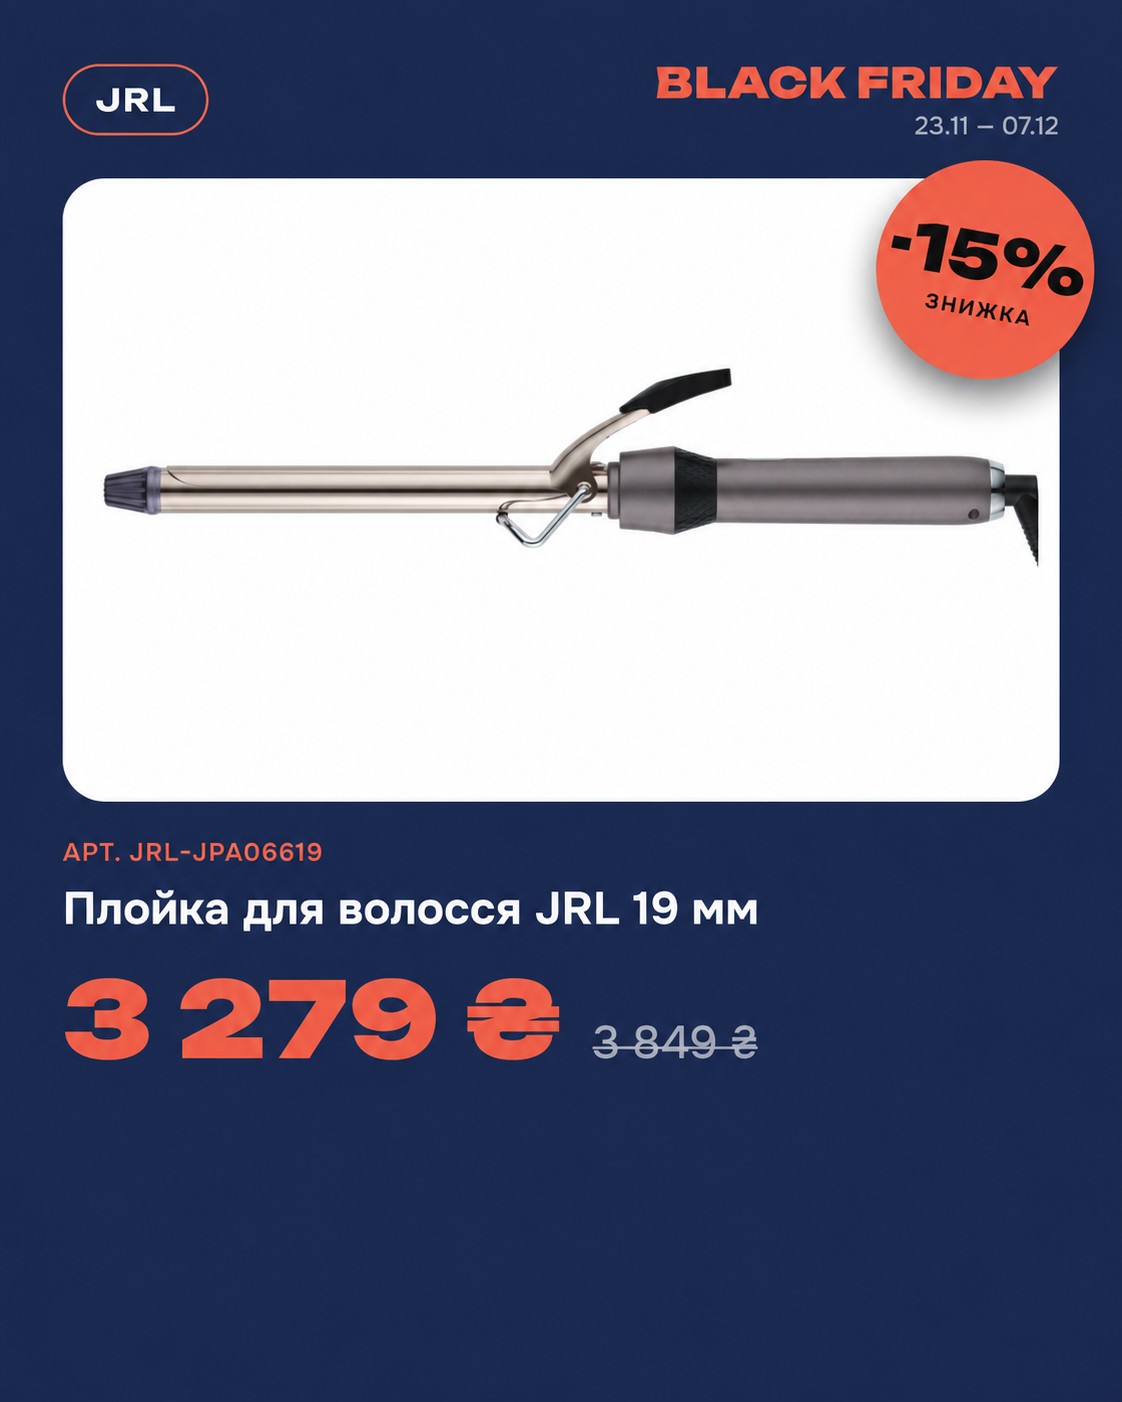 JRL
BLACK FRIDAY
23.11 – 07.12
-15%
ЗНИЖКА
АРТ. JRL-JPA06619
Плойка для волосся JRL 19 мм
3 279 ₴ 3 849 ₴